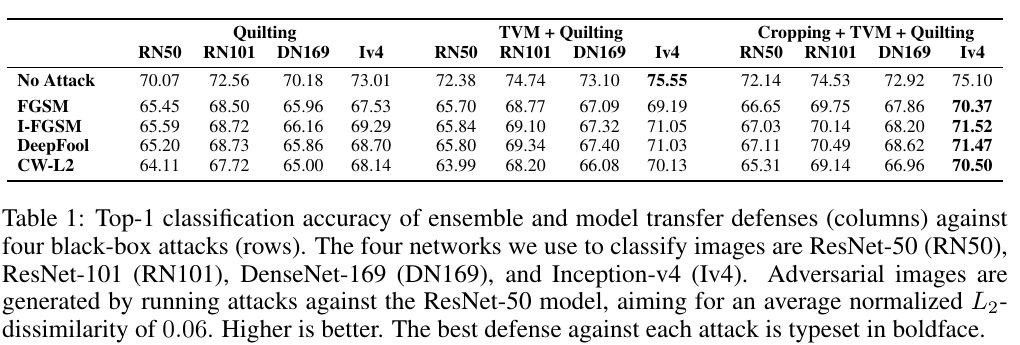 Quilting TVM + Quilting Cropping + TVM + Quilting
RN50 RN101 DN169 Iv4 RN50 RN101 DN169 Iv4 RN50 RN101 DN169 Iv4
No Attack 70.07 72.56 70.18 73.01 72.38 74.74 73.10 75.55 72.14 74.53 72.92 75.10
FGSM 65.45 68.50 65.96 67.53 65.70 68.77 67.09 69.19 66.65 69.75 67.86 70.37
I-FGSM 65.59 68.72 66.16 69.29 65.84 69.10 67.32 71.05 67.03 70.14 68.20 71.52
DeepFool 65.20 68.73 65.86 68.70 65.80 69.34 67.40 71.03 67.11 70.49 68.62 71.47
CW-L2 64.11 67.72 65.00 68.14 63.99 68.20 66.08 70.13 65.31 69.14 66.96 70.50
Table 1: Top-1 classification accuracy of ensemble and model transfer defenses (columns) against
four black-box attacks (rows). The four networks we use to classify images are ResNet-50 (RN50),
ResNet-101 (RN101), DenseNet-169 (DN169), and Inception-v4 (Iv4). Adversarial images are
generated by running attacks against the ResNet-50 model, aiming for an average normalized L2-
dissimilarity of 0.06. Higher is better. The best defense against each attack is typeset in boldface.